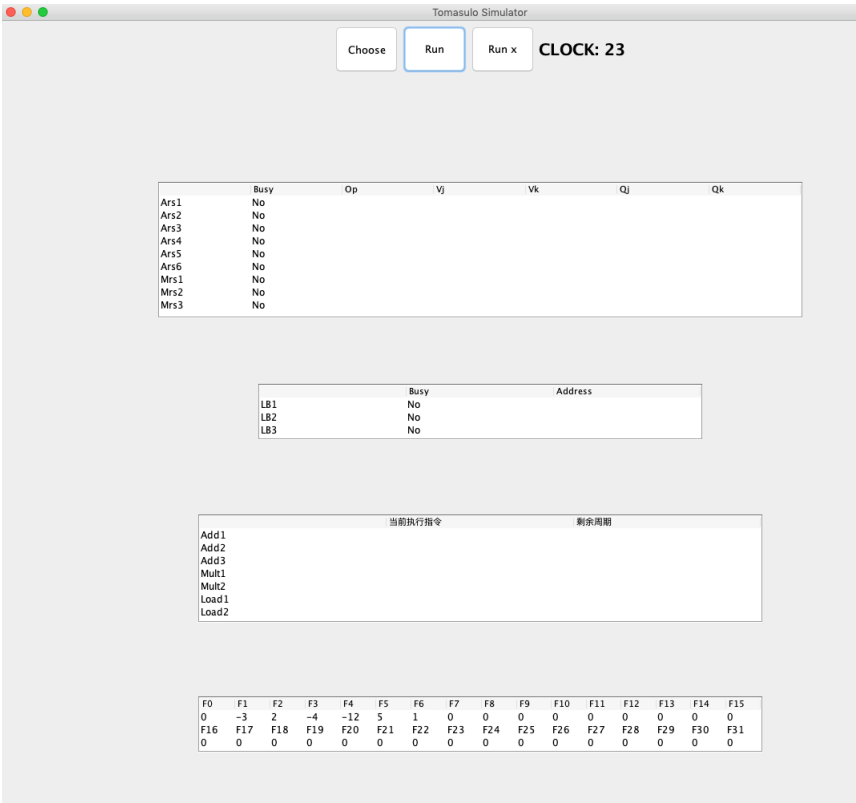 Tomasulo Simulator
Choose Run Run x CLOCK: 23
Busy Op Vj Vk Qj Qk
Ars1 No
Ars2 No
Ars3 No
Ars4 No
Ars5 No
Ars6 No
Mrs1 No
Mrs2 No
Mrs3 No
Busy Address
LB1 No
LB2 No
LB3 No
当前执行指令 剩余周期
Add1
Add2
Add3
Mult1
Mult2
Load1
Load2
F0 F1 F2 F3 F4 F5 F6 F7 F8 F9 F10 F11 F12 F13 F14 F15
0 -3 2 -4 -12 5 1 0 0 0 0 0 0 0 0 0
F16 F17 F18 F19 F20 F21 F22 F23 F24 F25 F26 F27 F28 F29 F30 F31
0 0 0 0 0 0 0 0 0 0 0 0 0 0 0 0